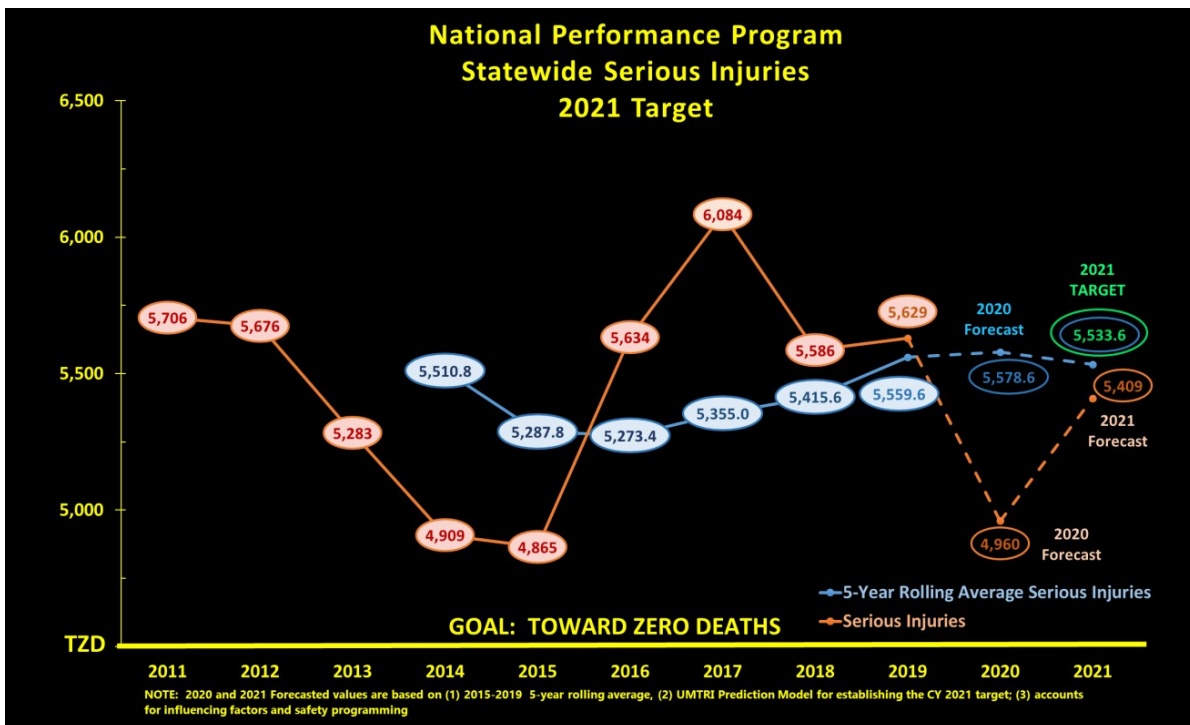 National Performance Program
Statewide Serious Injuries
2021 Target
6,500
6,000
5,500
5,000
TZD
5,706
5,676
5,283
4,909
4,865
5,634
6,084
5,586
5,629
5,510.8
5,287.8
5,273.4
5,355.0
5,415.6
5,559.6
2020
Forecast
5,578.6
2021
TARGET
5,533.6
5,409
2021
Forecast
4,960
2020
Forecast
5-Year Rolling Average Serious Injuries
Serious Injuries
GOAL: TOWARD ZERO DEATHS
2011 2012 2013 2014 2015 2016 2017 2018 2019 2020 2021
NOTE: 2020 and 2021 Forecasted values are based on (1) 2015-2019 5-year rolling average, (2) UMTRI Prediction Model for establishing the CY 2021 target; (3) accounts
for influencing factors and safety programming